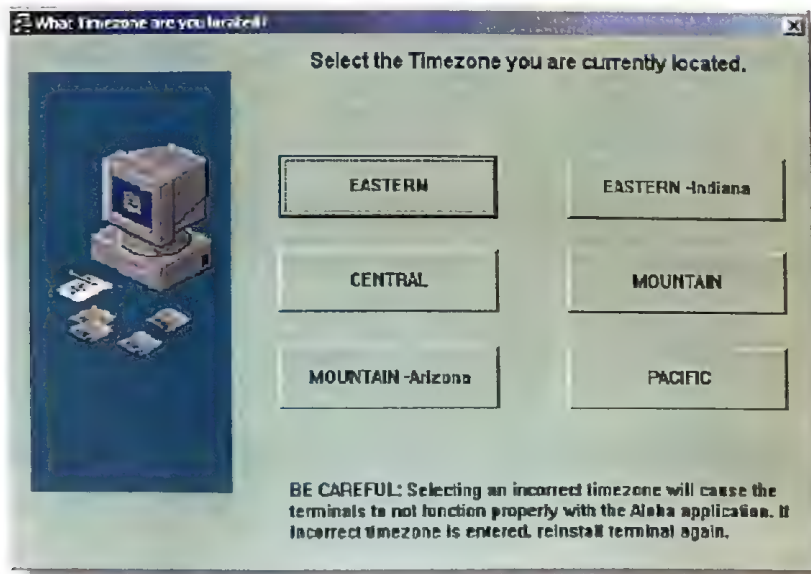 What Timezone are you located?
Select the Timezone you are currently located.
EASTERN
EASTERN -Indiana
CENTRAL
MOUNTAIN
MOUNTAIN -Arizona
PACIFIC
BE CAREFUL: Selecting an incorrect timezone will cause the
terminals to not function properly with the Aloha application. If
incorrect timezone is entered, reinstall terminal again.